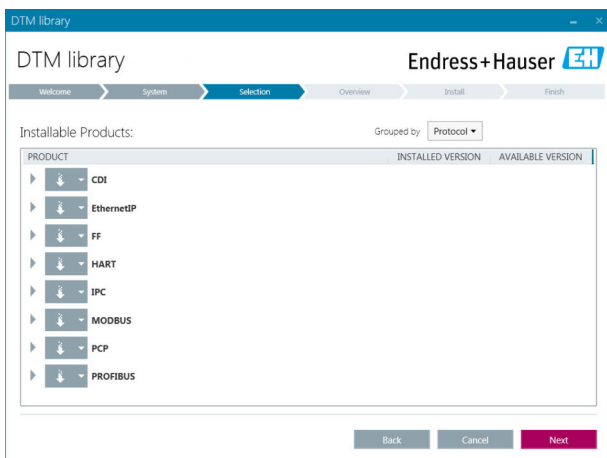 DTM library
DTM library
Endress+Hauser EH
Welcome System Selection Overview Install Finish
Installable Products:
Grouped by Protocol
PRODUCT INSTALLED VERSION AVAILABLE VERSION
CDI
EthernetIP
FF
HART
IPC
MODBUS
PCP
PROFIBUS
Back Cancel Next